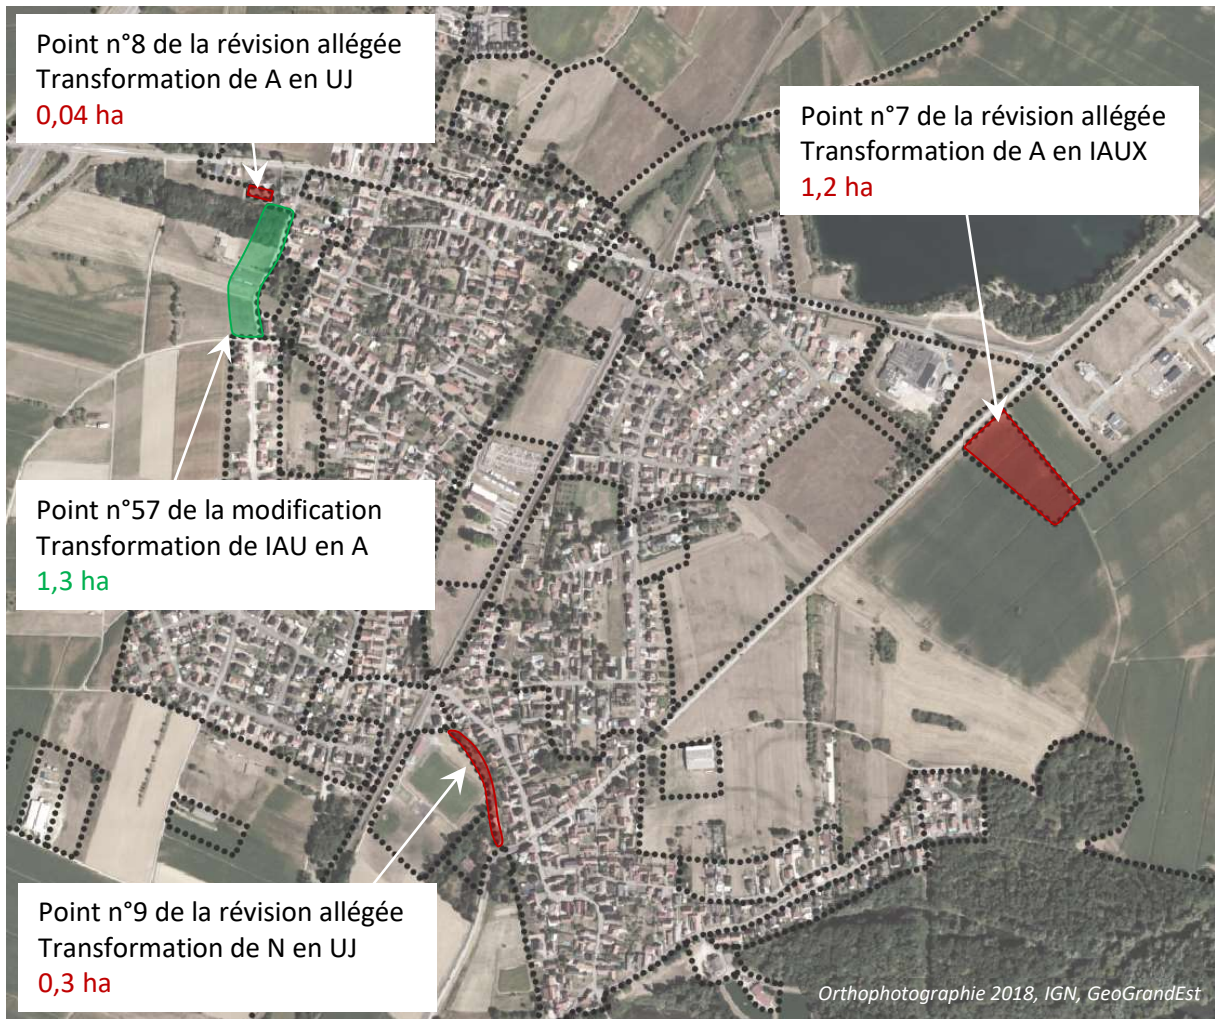 Point n°8 de la révision allégée
Transformation de A en UJ
0,04 ha
Point n°7 de la révision allégée
Transformation de A en IAUX
1,2 ha
Point n°57 de la modification
Transformation de IAU en A
1,3 ha
Point n°9 de la révision allégée
Transformation de N en UJ
0,3 ha
Orthophotographie 2018, IGN, GeoGrandEst